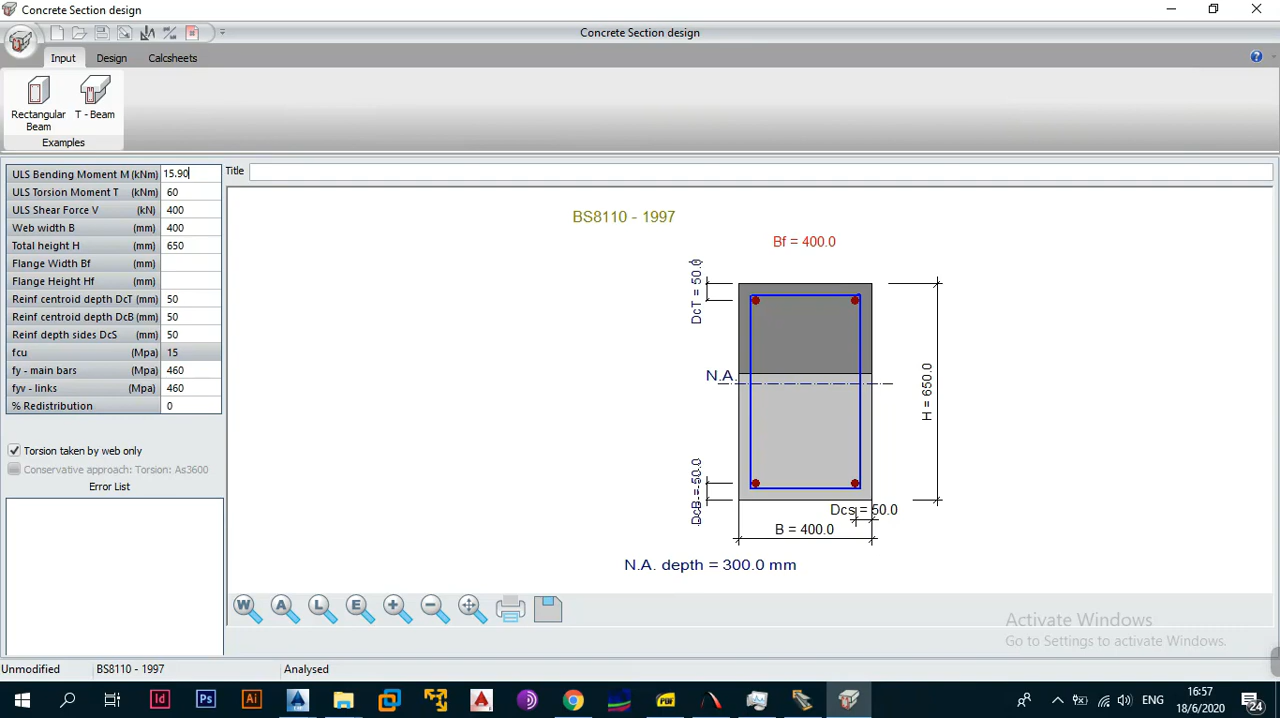 Concrete Section design
Concrete Section design
Input Design Calcsheets
Rectangular Beam
T - Beam
Examples
ULS Bending Moment M (kNm) 15.90
ULS Torsion Moment T (kNm) 60
ULS Shear Force V (kN) 400
Web width B (mm) 400
Total height H (mm) 650
Flange Width Bf (mm)
Flange Height Hf (mm)
Reinf centroid depth DcT (mm) 50
Reinf centroid depth DcB (mm) 50
Reinf depth sides DcS (mm) 50
fcu (Mpa) 15
fy - main bars (Mpa) 460
fyv - links (Mpa) 460
% Redistribution 0
Torsion taken by web only
Conservative approach: Torsion: As3600
Error List
Title
BS8110 - 1997
Bf = 400.0
DcT = 50.0
N.A.
H = 650.0
DcB = 50.0
Dcs = 50.0
B = 400.0
N.A. depth = 300.0 mm
W A L E
Activate Windows
Go to Settings to activate Windows.
Unmodified BS8110 - 1997 Analysed
Id Ps Ai PDF ENG
16:57
18/6/2020
24